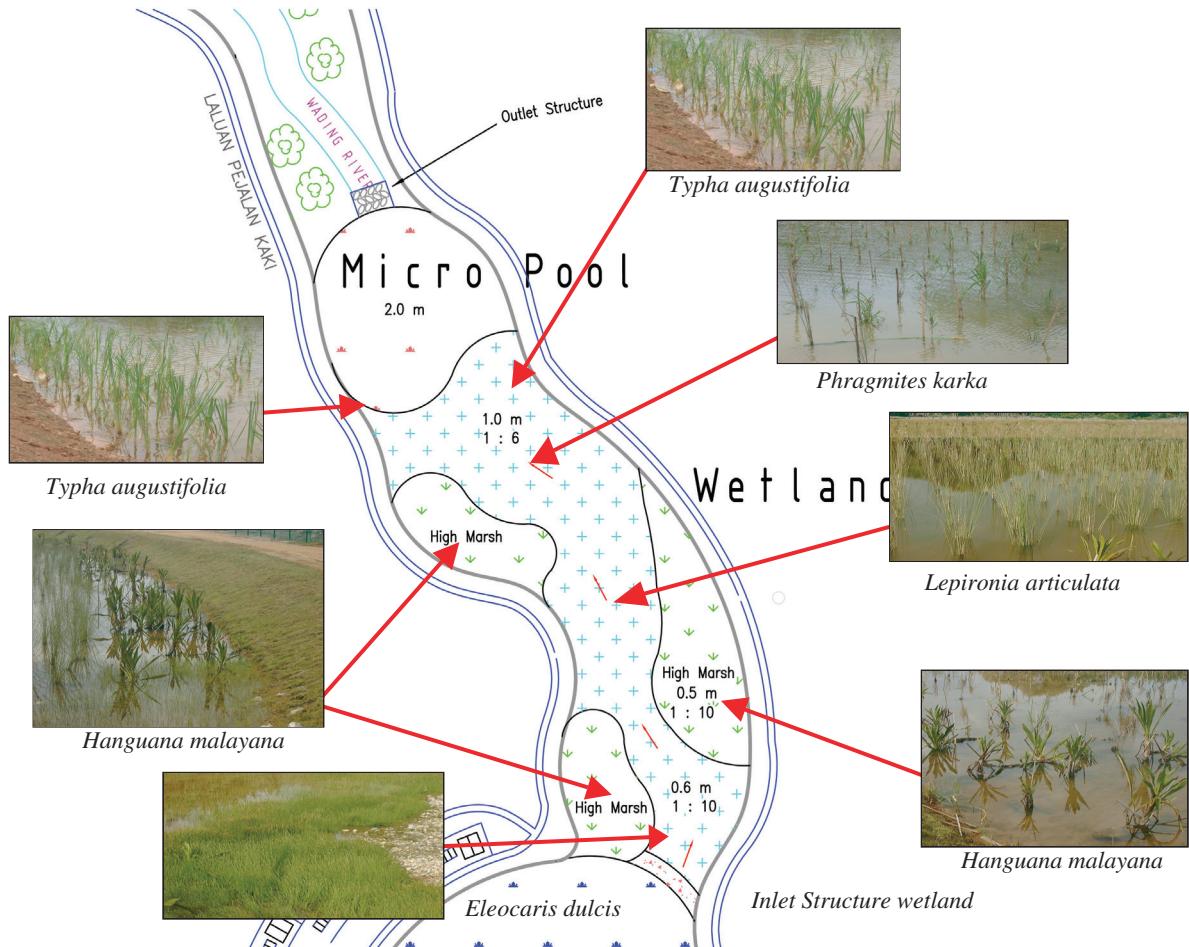 Outlet Structure
WADING RIVER
LALUAN PEJALAN KAKI
Typha augustifolia
Micro Pool
2.0 m
Phragmites karka
Typha augustifolia
1.0 m
1 : 6
Wetland
Lepironia articulata
High Marsh
Hanguana malayana
High Marsh
0.5 m
1 : 10
0.6 m
1 : 10
High Marsh
Hanguana malayana
Eleocaris dulcis
Inlet Structure wetland